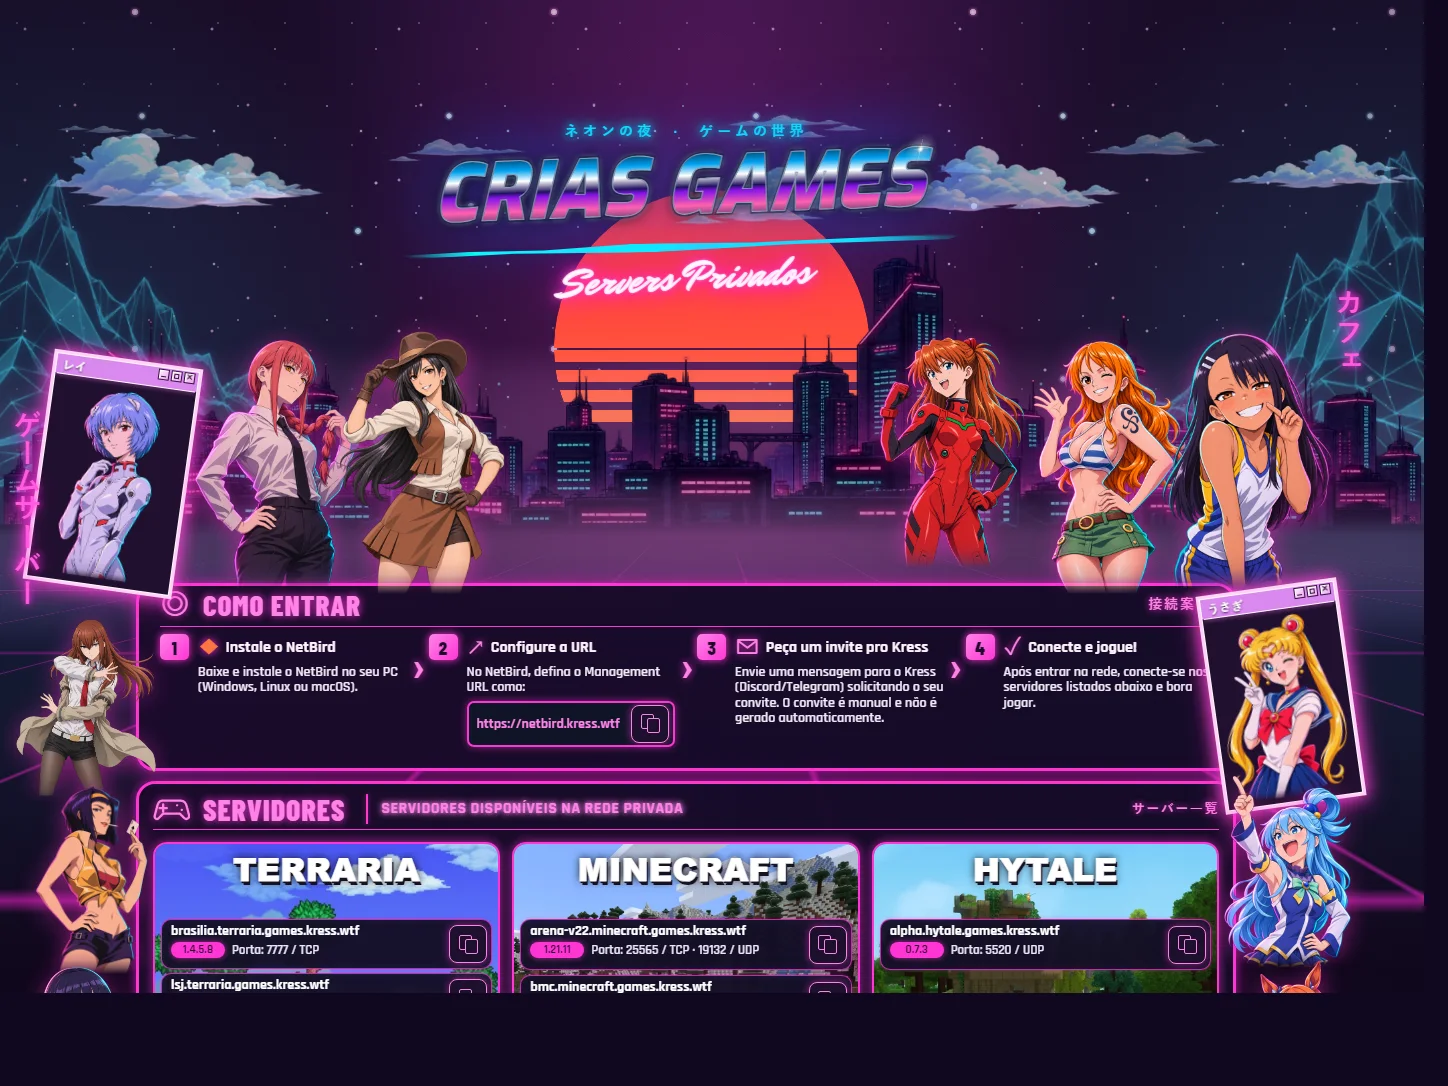 ネオンの夜 · ゲームの世界
CRIAS GAMES
Servers Privados
カフェ
レイ
ゲームサーバー
COMO ENTRAR
接続案
うさぎ
1 Instale o NetBird
Baixe e instale o NetBird no seu PC
(Windows, Linux ou macOS).
2 Configure a URL
No NetBird, defina o Management
URL como:
https://netbird.kress.wtf
3 Peça um invite pro Kress
Envie uma mensagem para o Kress
(Discord/Telegram) solicitando o seu
convite. O convite é manual e não é
gerado automaticamente.
4 Conecte e jogue!
Após entrar na rede, conecte-se nos
servidores listados abaixo e bora
jogar.
SERVIDORES
SERVIDORES DISPONÍVEIS NA REDE PRIVADA
サーバー一覧
TERRARIA
brasilia.terraria.games.kress.wtf
1.4.5.8 Porta: 7777 / TCP
lsj.terraria.games.kress.wtf
MINECRAFT
arena-v22.minecraft.games.kress.wtf
1.21.11 Porta: 25565 / TCP · 19132 / UDP
bmc.minecraft.games.kress.wtf
HYTALE
alpha.hytale.games.kress.wtf
0.7.3 Porta: 5520 / UDP